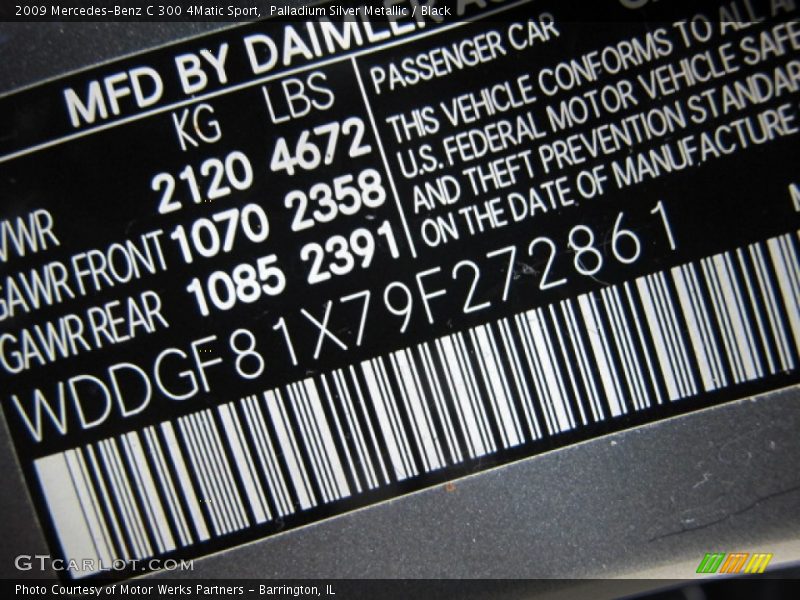 2009 Mercedes-Benz C 300 4Matic Sport,  Palladium Silver Metallic / Black
MFD BY DAIMLER
KG LBS
2120 4672
GAWR FRONT 1070 2358
GAWR REAR 1085 2391
PASSENGER CAR
THIS VEHICLE CONFORMS TO ALL
U.S. FEDERAL MOTOR VEHICLE
AND THEFT PREVENTION
ON THE DATE OF MANUFACTURE
WDDGF81X79F272861
GTCARLOT.COM
Photo Courtesy of Motor Werks Partners - Barrington, IL